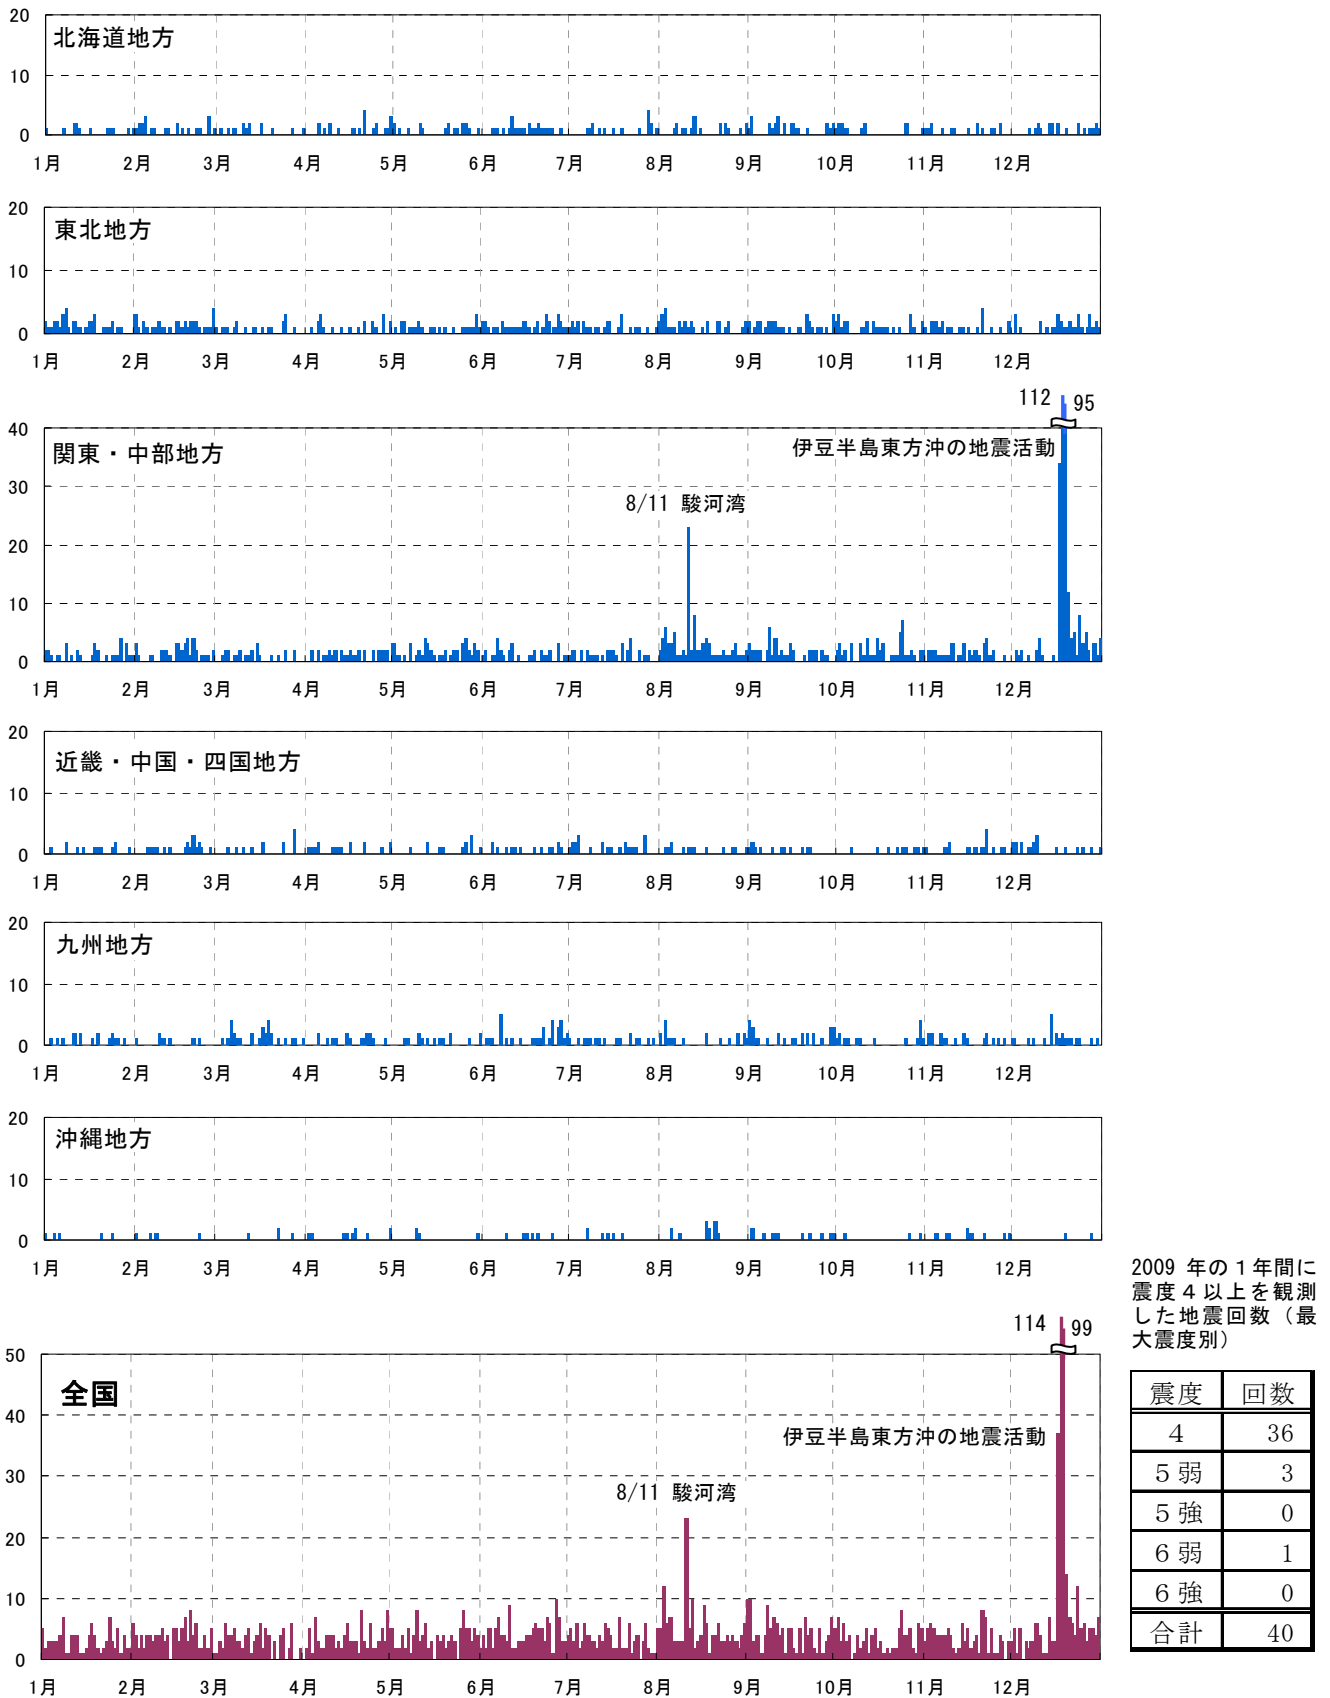 20
北海道地方
10
0
1月 2月 3月 4月 5月 6月 7月 8月 9月 10月 11月 12月
20
東北地方
10
0
1月 2月 3月 4月 5月 6月 7月 8月 9月 10月 11月 12月
112 95
40
関東・中部地方
伊豆半島東方沖の地震活動
30
8/11 駿河湾
20
10
0
1月 2月 3月 4月 5月 6月 7月 8月 9月 10月 11月 12月
20
近畿・中国・四国地方
10
0
1月 2月 3月 4月 5月 6月 7月 8月 9月 10月 11月 12月
20
九州地方
10
0
1月 2月 3月 4月 5月 6月 7月 8月 9月 10月 11月 12月
20
沖縄地方
10
0
1月 2月 3月 4月 5月 6月 7月 8月 9月 10月 11月 12月
114 99
50
全国
40
伊豆半島東方沖の地震活動
30
8/11 駿河湾
20
10
0
1月 2月 3月 4月 5月 6月 7月 8月 9月 10月 11月 12月
2009 年の１年間に
震度４以上を観測
した地震回数（最
大震度別）
震度 回数
４ 36
５弱 3
５強 0
６弱 1
６強 0
合計 40